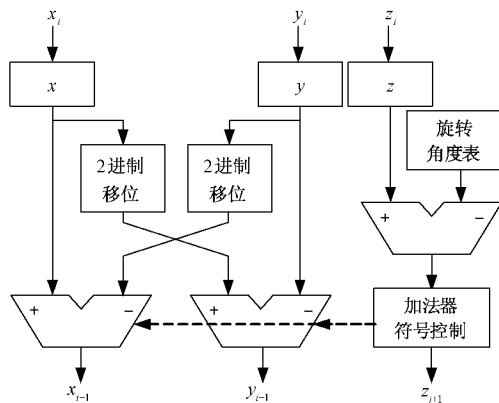 x_i
y_i
z_i
x
y
z
旋转
角度表
2进制
移位
2进制
移位
+ −
+ −
+ −
加法器
符号控制
x_{i−1}
y_{i−1}
z_{i+1}